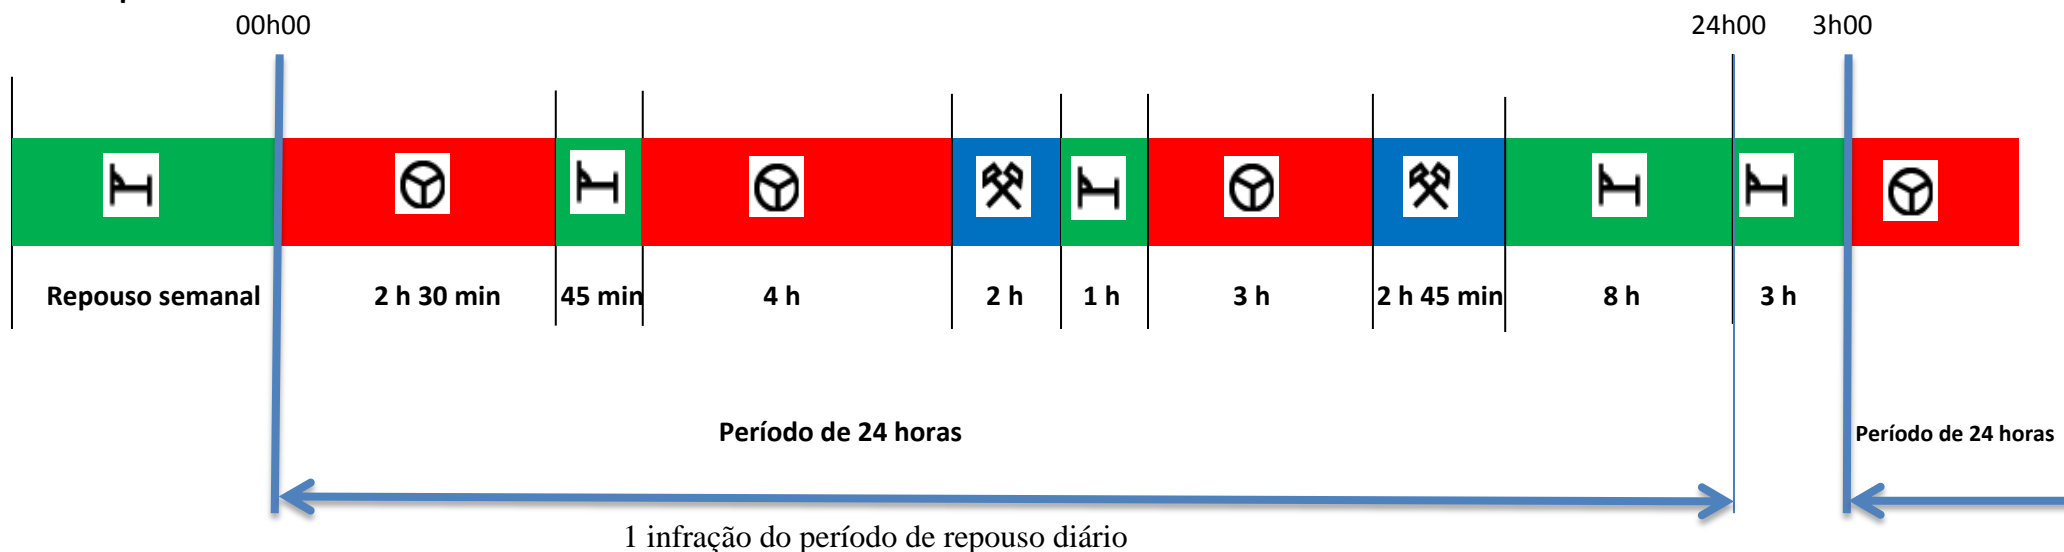 00h00 24h00 3h00
Repouso semanal 2 h 30 min 45 min 4 h 2 h 1 h 3 h 2 h 45 min 8 h 3 h
Período de 24 horas Período de 24 horas
1 infração do período de repouso diário